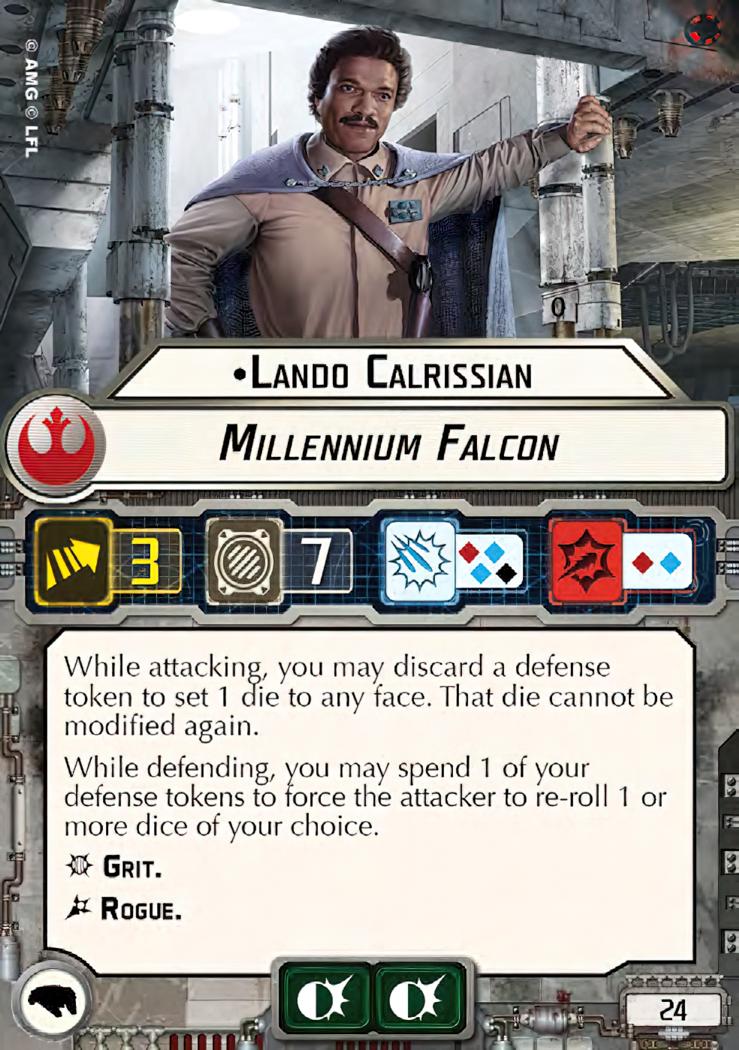 © AMG © LFL
•Lando Calrissian
Millennium Falcon
3
7
While attacking, you may discard a defense
token to set 1 die to any face. That die cannot be
modified again.
While defending, you may spend 1 of your
defense tokens to force the attacker to re-roll 1 or
more dice of your choice.
Grit.
Rogue.
24